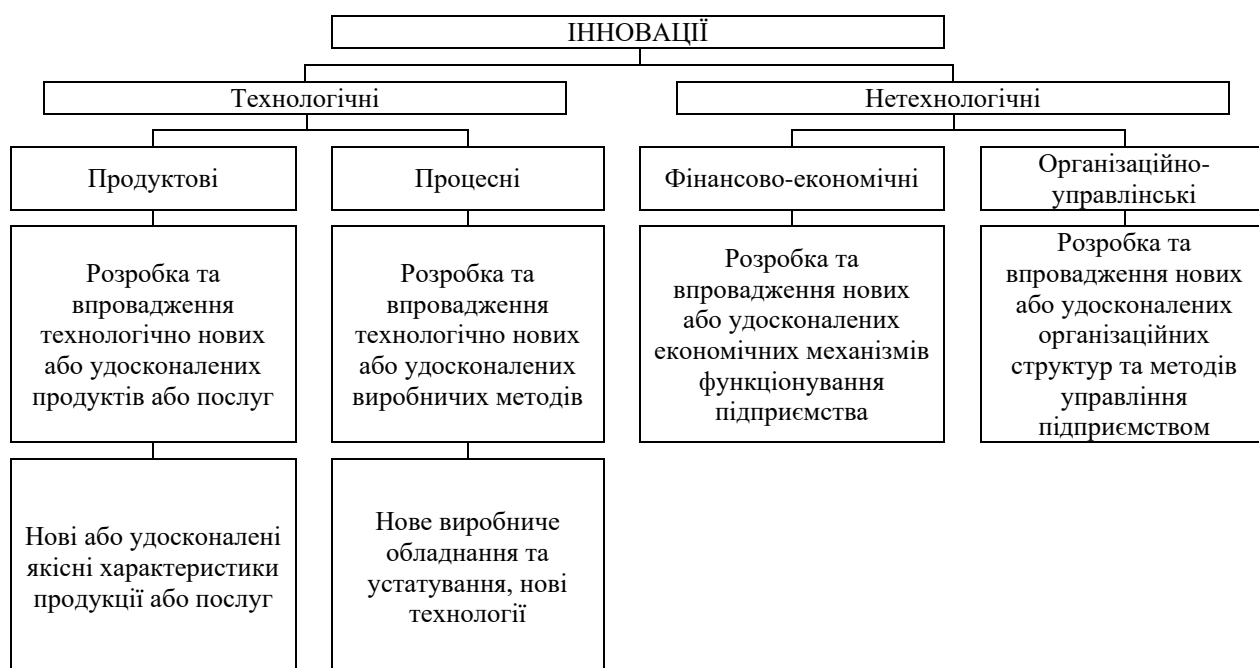 ІННОВАЦІЇ
Технологічні
Нетехнологічні
Продуктові
Процесні
Фінансово-економічні
Організаційно-
управлінські
Розробка та
впровадження
технологічно нових
або удосконалених
продуктів або послуг
Розробка та
впровадження
технологічно нових
або удосконалених
виробничих методів
Розробка та
впровадження нових
або удосконалених
економічних механізмів
функціонування
підприємства
Розробка та
впровадження нових
або удосконалених
організаційних
структур та методів
управління
підприємством
Нові або удосконалені
якісні характеристики
продукції або послуг
Нове виробниче
обладнання та
устатування, нові
технології